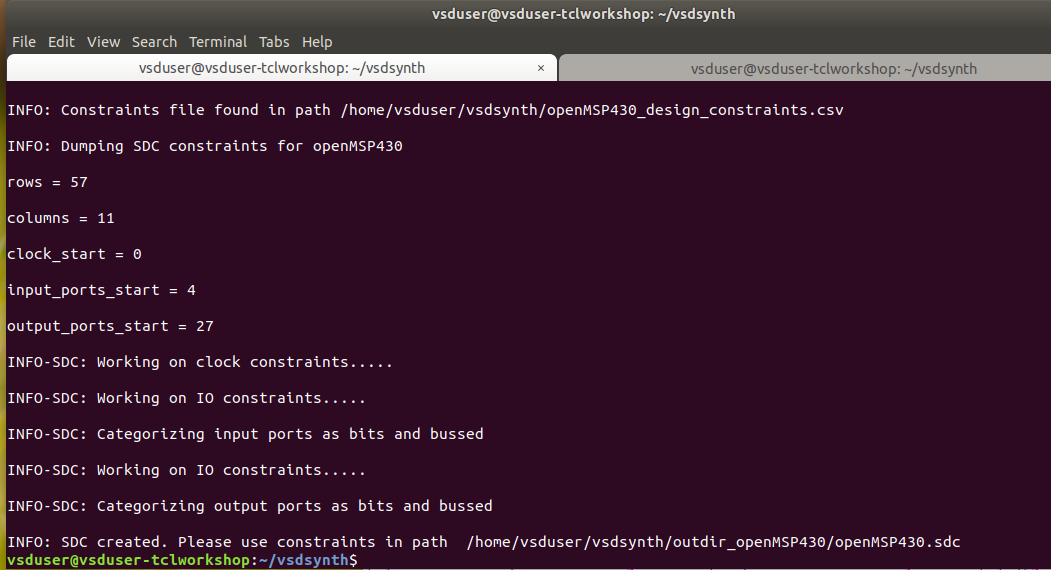 vsduser@vsduser-tclworkshop: ~/vsdsynth
File Edit View Search Terminal Tabs Help
vsduser@vsduser-tclworkshop: ~/vsdsynth × vsduser@vsduser-tclworkshop: ~/vsdsynth
INFO: Constraints file found in path /home/vsduser/vsdsynth/openMSP430_design_constraints.csv
INFO: Dumping SDC constraints for openMSP430
rows = 57
columns = 11
clock_start = 0
input_ports_start = 4
output_ports_start = 27
INFO-SDC: Working on clock constraints.....
INFO-SDC: Working on IO constraints.....
INFO-SDC: Categorizing input ports as bits and bussed
INFO-SDC: Working on IO constraints.....
INFO-SDC: Categorizing output ports as bits and bussed
INFO: SDC created. Please use constraints in path  /home/vsduser/vsdsynth/outdir_openMSP430/openMSP430.sdc
vsduser@vsduser-tclworkshop:~/vsdsynth$